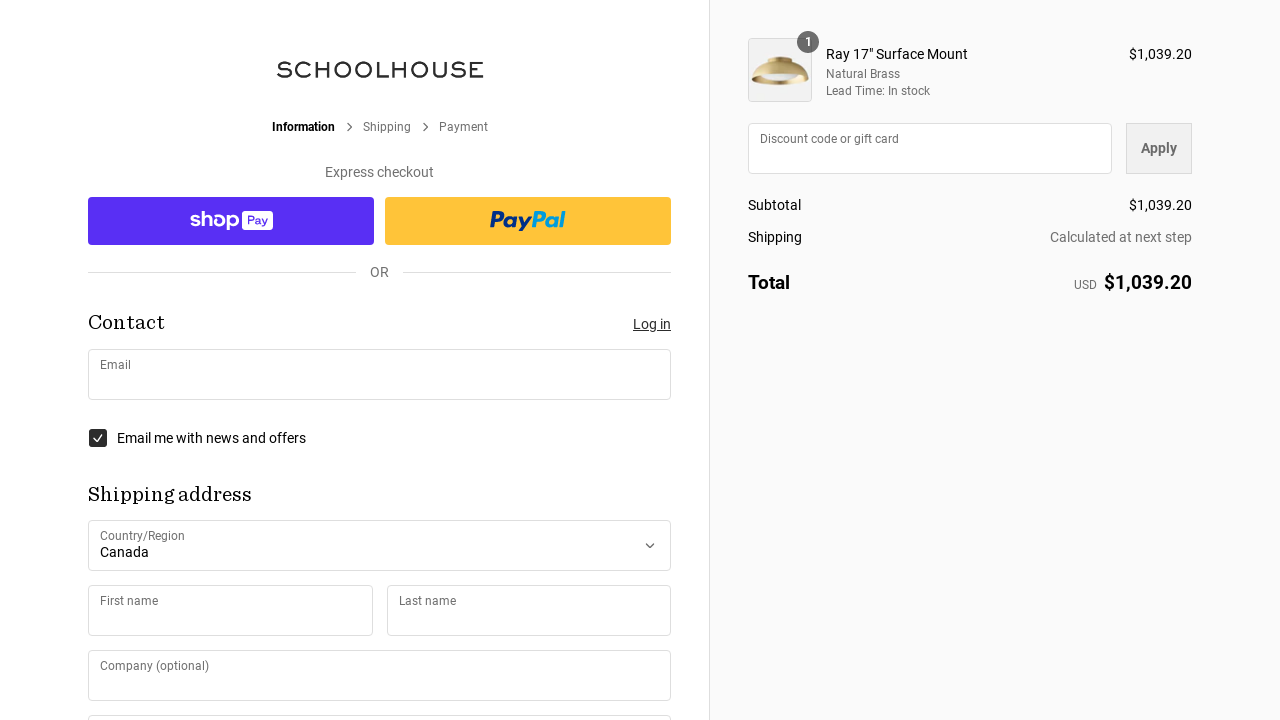 SCHOOLHOUSE
Information
Shipping
Payment
Express checkout
shop Pay
PayPal
OR
Contact
Log in
Email
Email me with news and offers
Shipping address
Country/Region
Canada
First name
Last name
Company (optional)
1
Ray 17" Surface Mount
$1,039.20
Natural Brass
Lead Time: In stock
Discount code or gift card
Apply
Subtotal
$1,039.20
Shipping
Calculated at next step
Total
USD $1,039.20